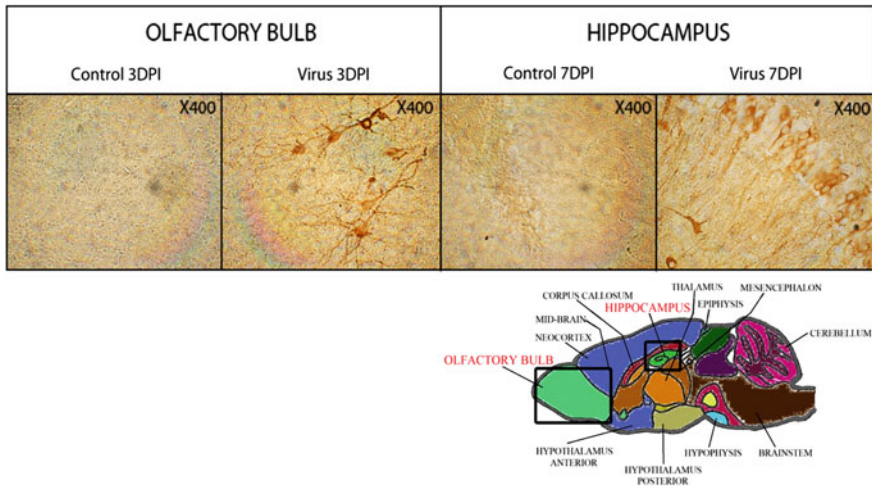 OLFACTORY BULB
HIPPOCAMPUS
Control 3DPI
Virus 3DPI
Control 7DPI
Virus 7DPI
X400
X400
X400
X400
THALAMUS
MESENCEPHALON
CORPUS CALLOSUM
HIPPOCAMPUS
EPIPHYSIS
MID-BRAIN
NEOCORTEX
CEREBELLUM
OLFACTORY BULB
HYPOTHALAMUS
ANTERIOR
HYPOTHALAMUS
POSTERIOR
HYPOPHYSIS
BRAINSTEM